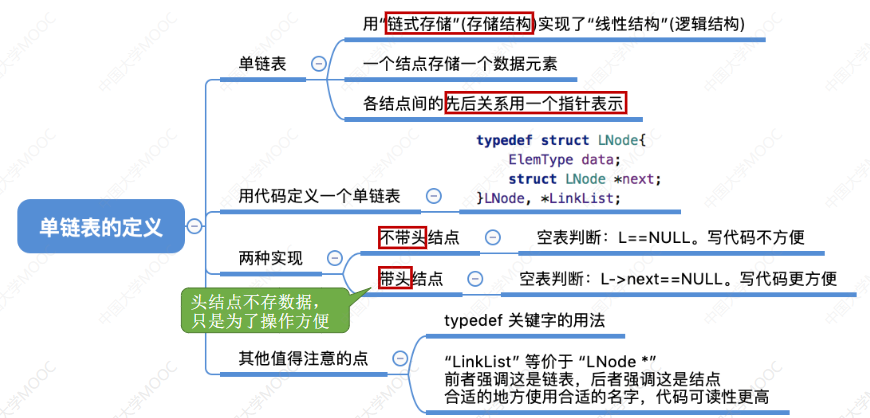 用“链式存储”(存储结构)实现了“线性结构”(逻辑结构)
单链表
一个结点存储一个数据元素
各结点间的先后关系用一个指针表示
typedef struct LNode{
ElemType data;
struct LNode *next;
}LNode, *LinkList;
用代码定义一个单链表
单链表的定义
不带头结点
空表判断：L==NULL。写代码不方便
两种实现
带头结点
空表判断：L->next==NULL。写代码更方便
头结点不存数据，
只是为了操作方便
typedef 关键字的用法
其他值得注意的点
“LinkList” 等价于 “LNode *”
前者强调这是链表，后者强调这是结点
合适的地方使用合适的名字，代码可读性更高
中国大学MOOC